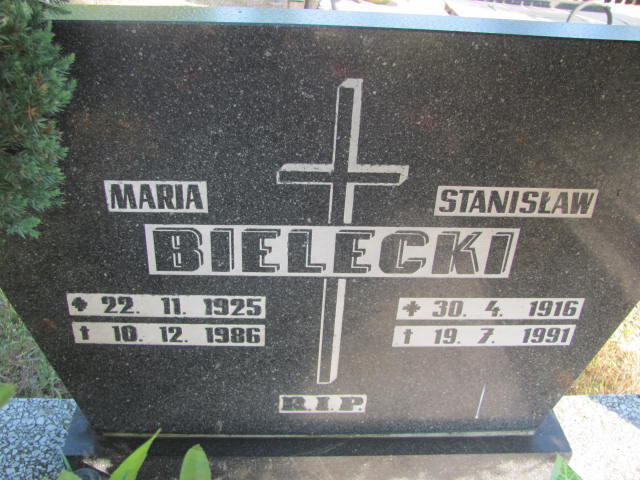 MARIA STANISŁAW
BIELECKI
✦ 22. 11. 1925 ✦ 30. 4. 1916
† 10. 12. 1986 † 19. 7. 1991
R.I.P.